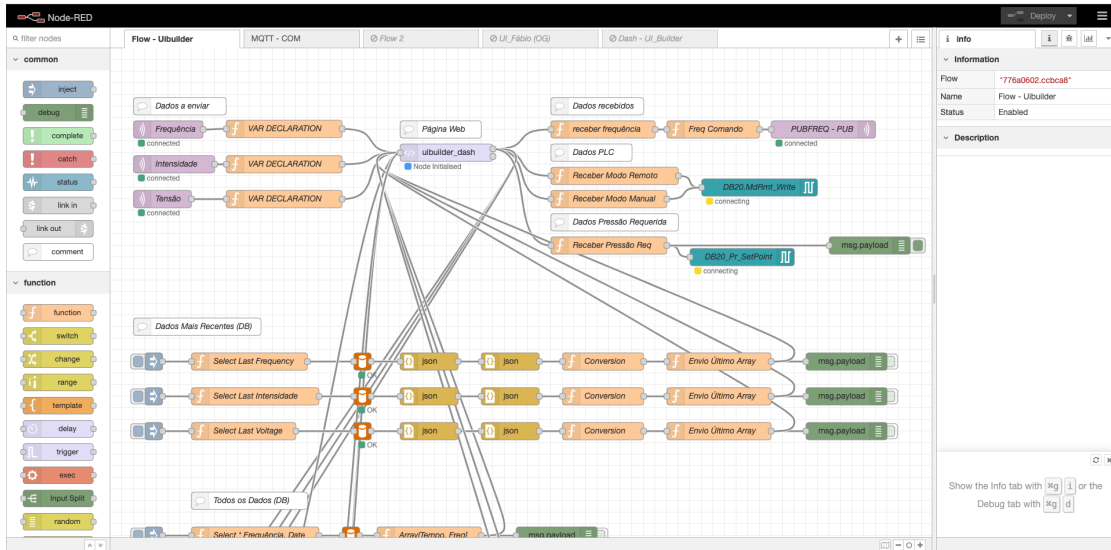 Node-RED
Deploy
filter nodes
Flow - Uibuilder
MQTT - COM
Flow 2
UI_Fábio (OG)
Dash - UI_Builder
i info
i
common
Information
inject
debug
complete
catch
status
link in
link out
comment
Flow "776a0602.ccbca8"
Name Flow - Uibuilder
Status Enabled
Description
function
function
switch
change
range
template
delay
trigger
exec
Input Split
random
Dados a enviar
Página Web
Dados recebidos
Frequência
VAR DECLARATION
connected
uibuilder_dash
Node Initialised
receber frequência
Freq Comando
PUBFREQ - PUB
connected
Dados PLC
Intensidade
VAR DECLARATION
connected
Receber Modo Remoto
DB20.MdRmt_Write
connecting
Tensão
VAR DECLARATION
connected
Receber Modo Manual
Dados Pressão Requerida
Receber Pressão Req
msg.payload
DB20_Pr_SetPoint
connecting
Dados Mais Recentes (DB)
Select Last Frequency
OK
json
json
Conversion
Envio Último Array
msg.payload
Select Last Intensidade
OK
json
json
Conversion
Envio Último Array
msg.payload
Select Last Voltage
OK
json
json
Conversion
Envio Último Array
msg.payload
Todos os Dados (DB)
Select * Frequência, Date
Array[Tempo, Freq]
msg.payload
Show the Info tab with ⌘g i or the
Debug tab with ⌘g d